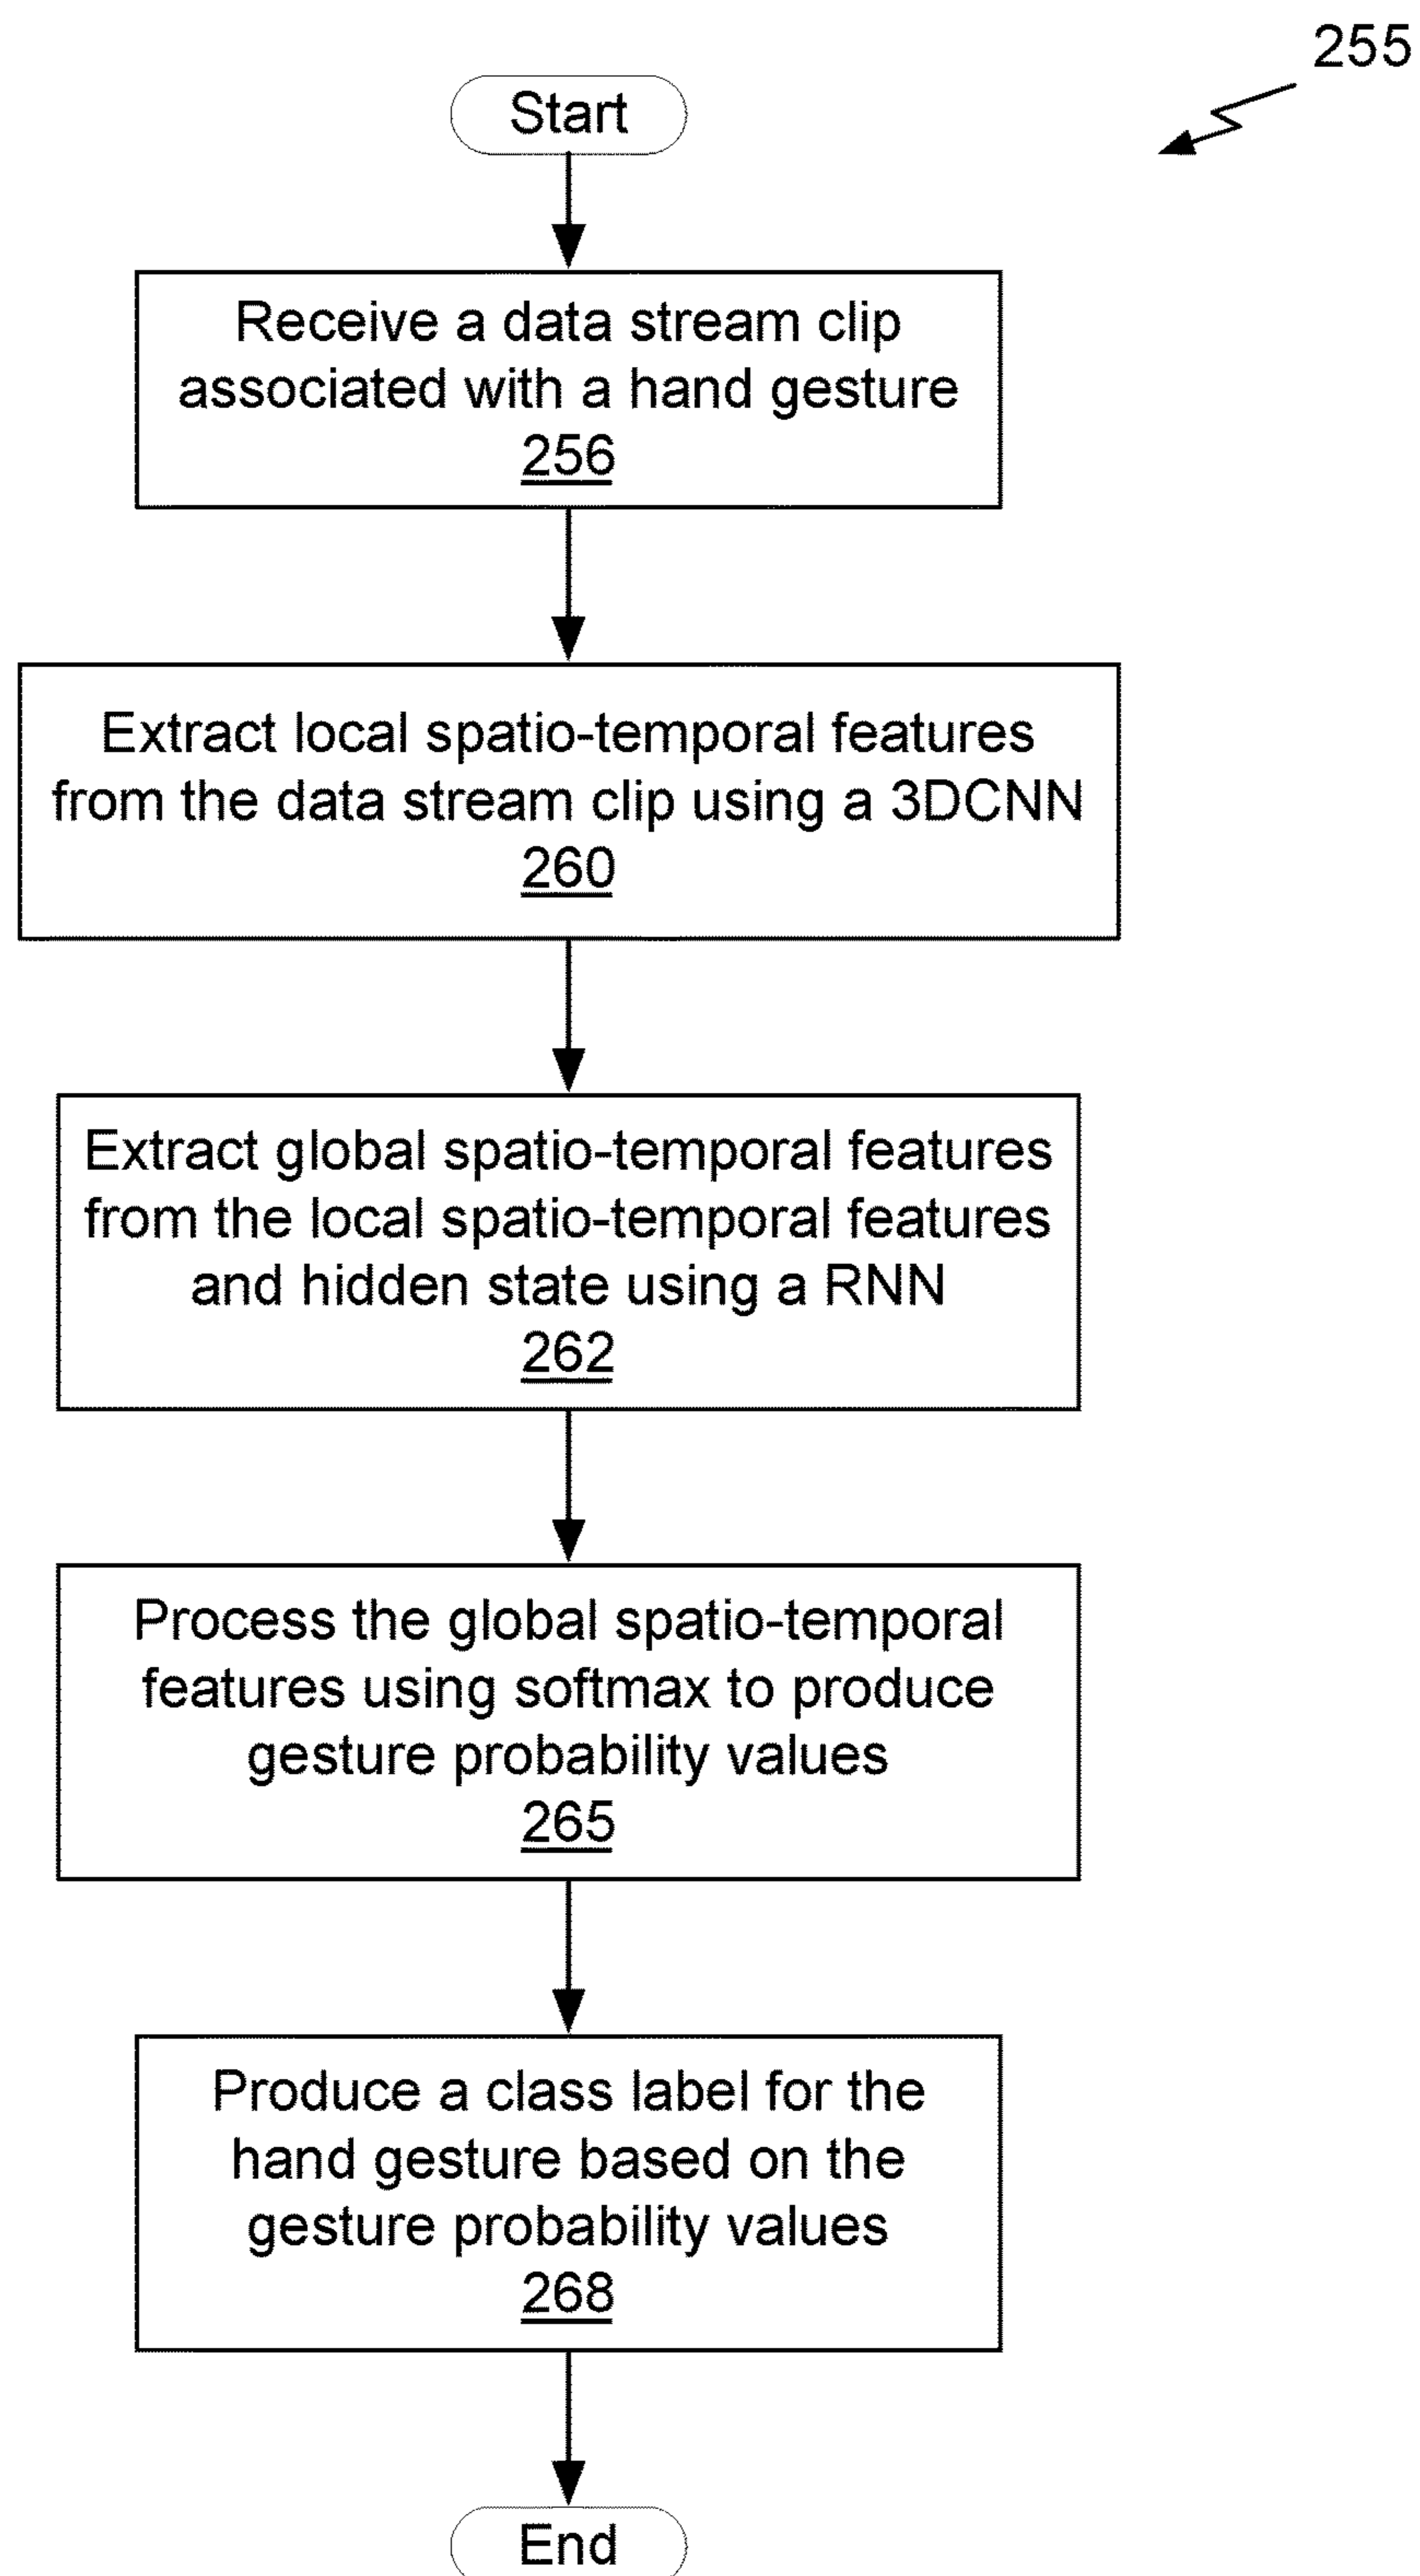 255
Start
Receive a data stream clip
associated with a hand gesture
256
Extract local spatio-temporal features
from the data stream clip using a 3DCNN
260
Extract global spatio-temporal features
from the local spatio-temporal features
and hidden state using a RNN
262
Process the global spatio-temporal
features using softmax to produce
gesture probability values
265
Produce a class label for the
hand gesture based on the
gesture probability values
268
End